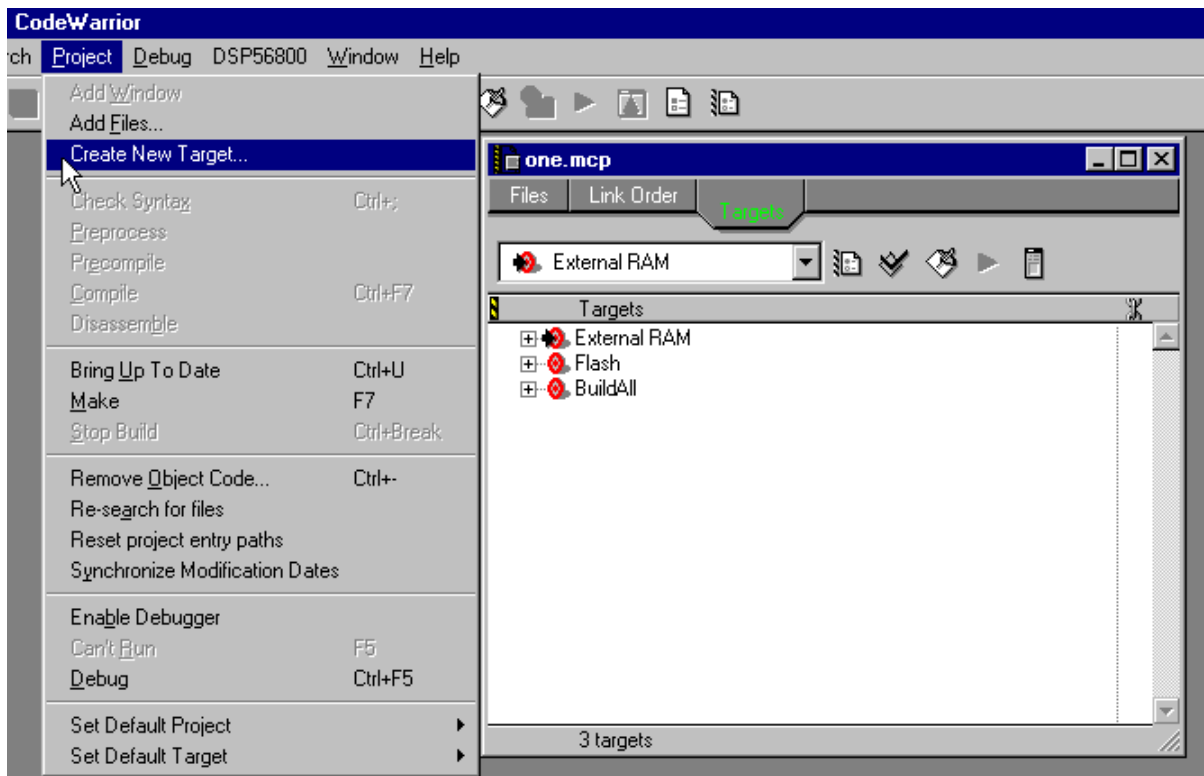 CodeWarrior
rch Project Debug DSP56800 Window Help
Add Window
Add Files...
Create New Target...
Check Syntax Ctrl+;
Preprocess
Precompile
Compile Ctrl+F7
Disassemble
Bring Up To Date Ctrl+U
Make F7
Stop Build Ctrl+Break
Remove Object Code... Ctrl+-
Re-search for files
Reset project entry paths
Synchronize Modification Dates
Enable Debugger
Can't Run F5
Debug Ctrl+F5
Set Default Project
Set Default Target
one.mcp
Files Link Order Targets
External RAM
Targets
External RAM
Flash
BuildAll
3 targets